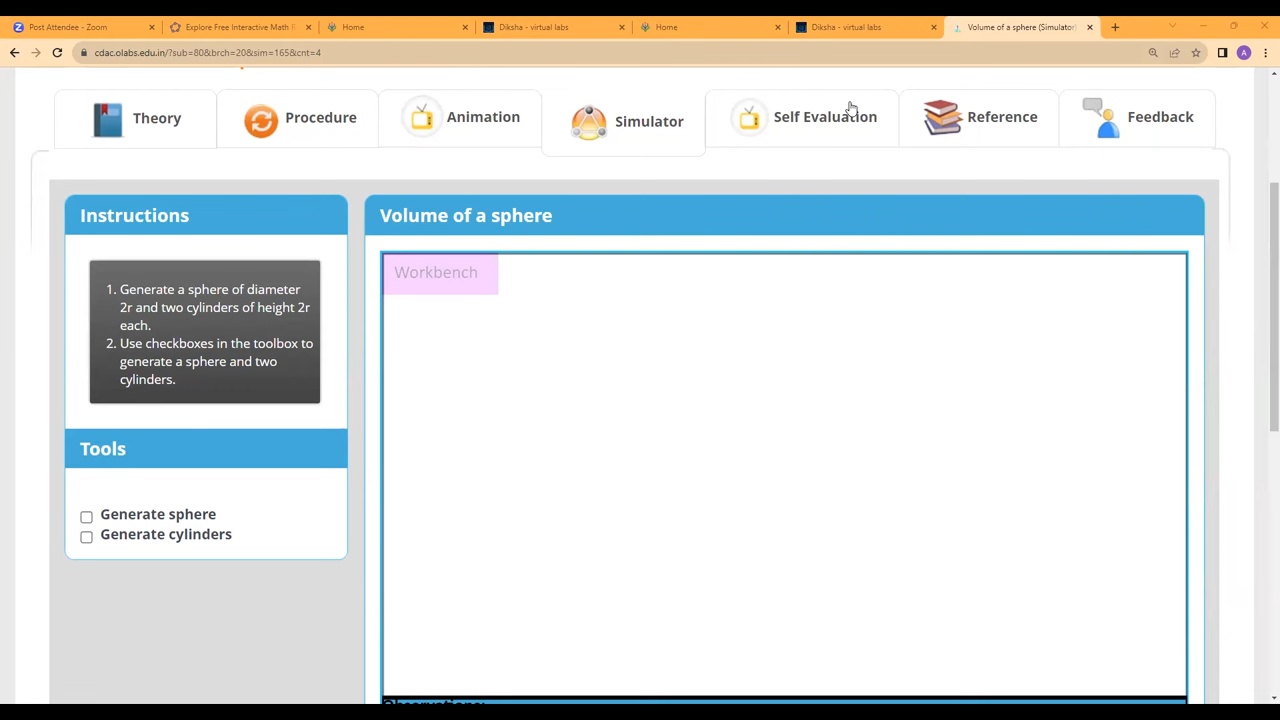 Post Attendee - Zoom
Explore Free Interactive Math R
Home
Diksha - virtual labs
Home
Diksha - virtual labs
Volume of a sphere (Simulator)
cdac.olabs.edu.in/?sub=80&brch=20&sim=165&cnt=4
A
Theory
Procedure
Animation
Simulator
Self Evaluation
Reference
Feedback
Instructions
1. Generate a sphere of diameter
2r and two cylinders of height 2r
each.
2. Use checkboxes in the toolbox to
generate a sphere and two
cylinders.
Tools
Generate sphere
Generate cylinders
Volume of a sphere
Workbench
Observations: